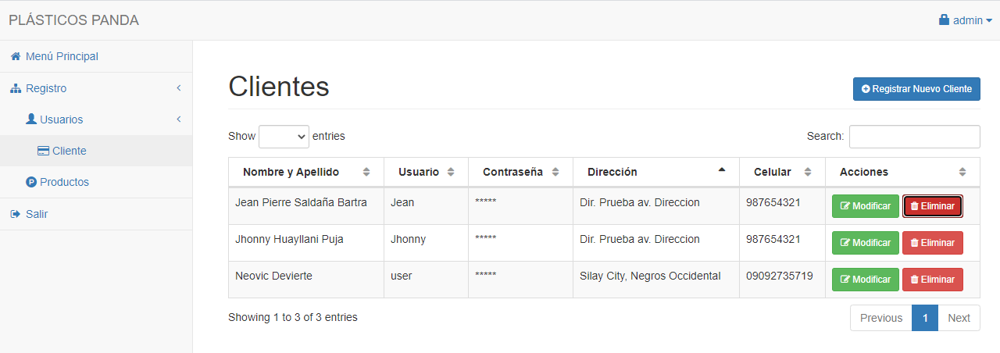 PLÁSTICOS PANDA
admin
Menú Principal
Registro
Usuarios
Cliente
Productos
Salir
Clientes
Registrar Nuevo Cliente
Show entries
Search:
Nombre y Apellido Usuario Contraseña Dirección Celular Acciones
Jean Pierre Saldaña Bartra Jean ***** Dir. Prueba av. Direccion 987654321 Modificar Eliminar
Jhonny Huayllani Puja Jhonny ***** Dir. Prueba av. Direccion 987654321 Modificar Eliminar
Neovic Devierte user ***** Silay City, Negros Occidental 09092735719 Modificar Eliminar
Showing 1 to 3 of 3 entries
Previous 1 Next